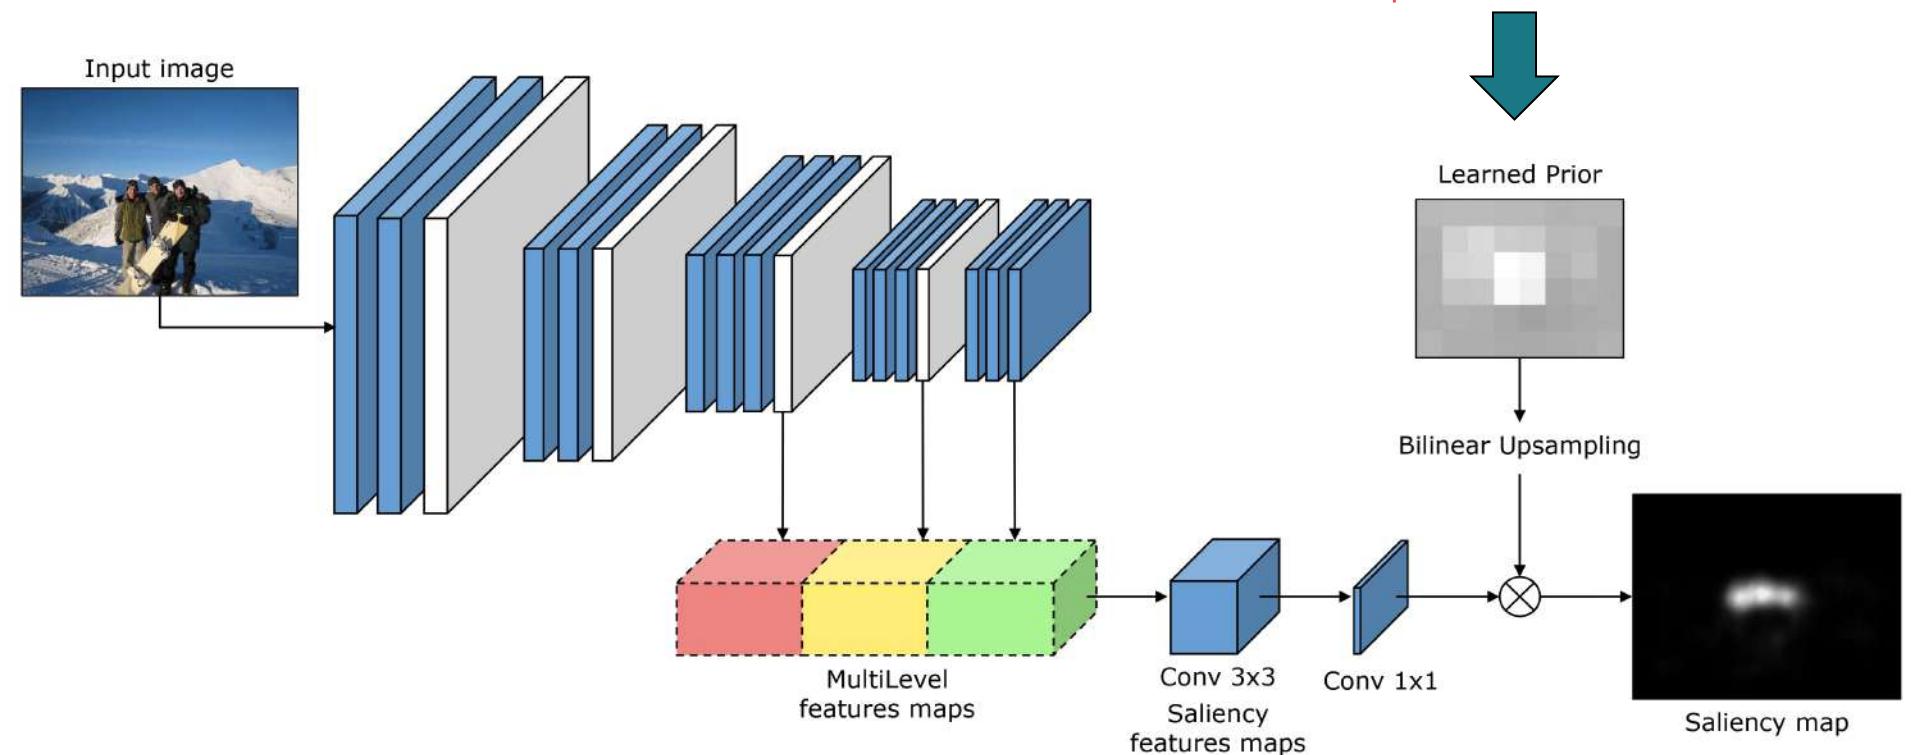 Input image
Learned Prior
Bilinear Upsampling
MultiLevel
features maps
Conv 3x3
Saliency
features maps
Conv 1x1
Saliency map